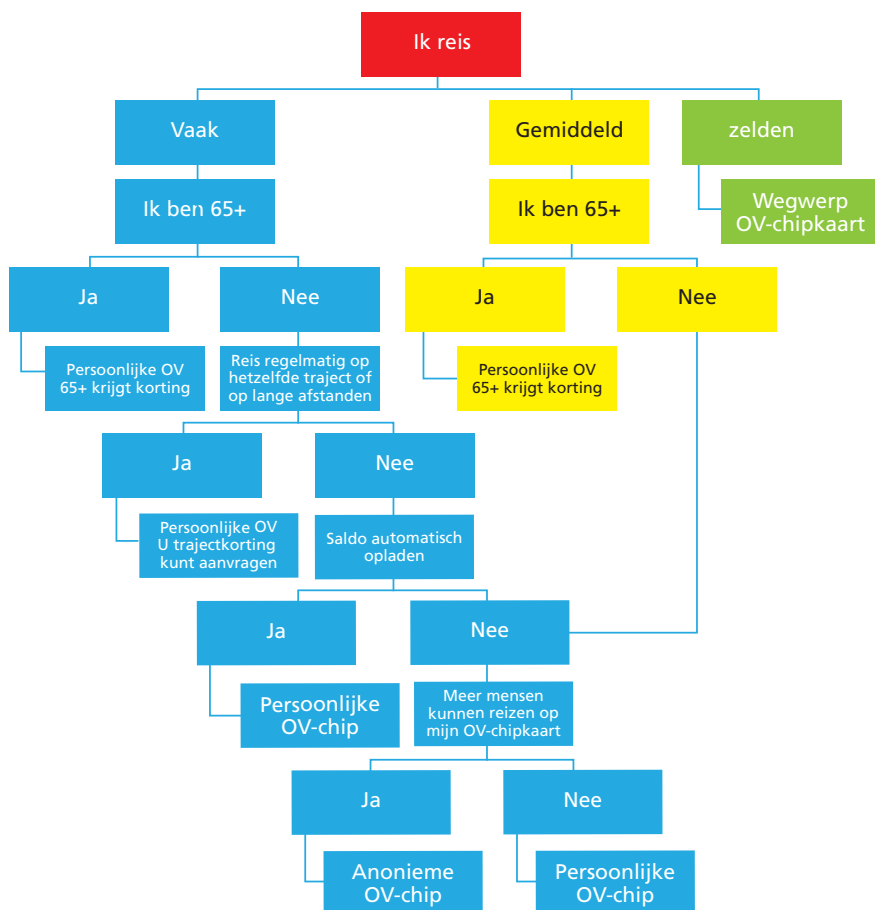 Ik reis
Vaak
Gemiddeld
zelden
Ik ben 65+
Ik ben 65+
Wegwerp
OV-chipkaart
Ja
Nee
Ja
Nee
Persoonlijke OV
65+ krijgt korting
Reis regelmatig op
hetzelfde traject of
op lange afstanden
Persoonlijke OV
65+ krijgt korting
Ja
Nee
Persoonlijke OV
U trajectkorting
kunt aanvragen
Saldo automatisch
opladen
Ja
Nee
Persoonlijke
OV-chip
Meer mensen
kunnen reizen op
mijn OV-chipkaart
Ja
Nee
Anonieme
OV-chip
Persoonlijke
OV-chip